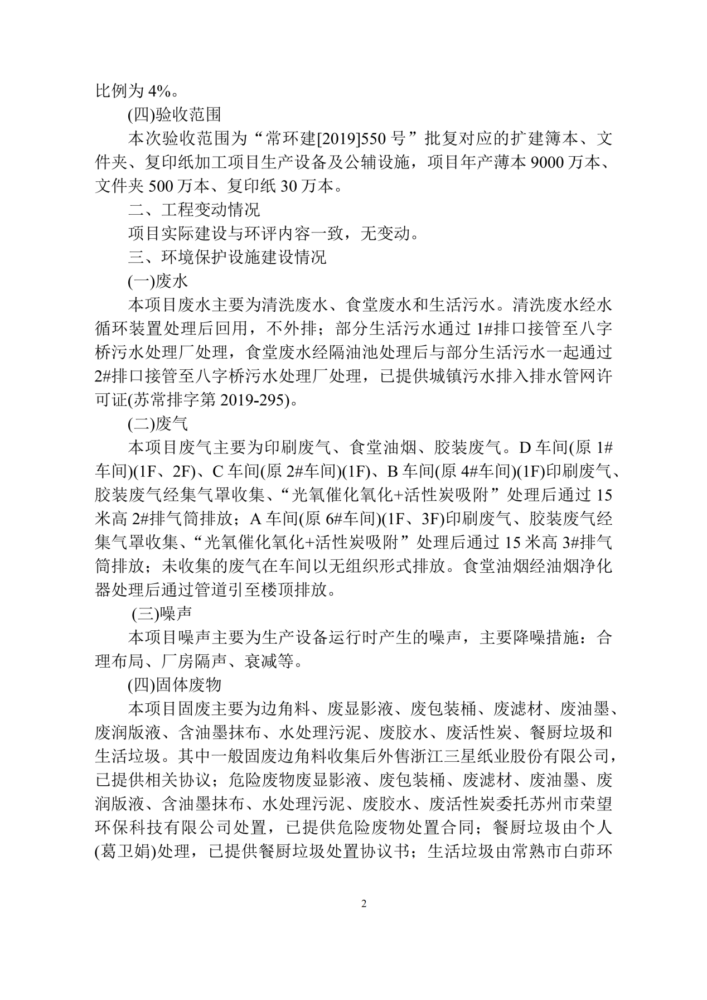 比例为 4%。
(四)验收范围
本次验收范围为“常环建[2019]550 号”批复对应的扩建簿本、文
件夹、复印纸加工项目生产设备及公辅设施，项目年产薄本 9000 万本、
文件夹 500 万本、复印纸 30 万本。
二、工程变动情况
项目实际建设与环评内容一致，无变动。
三、环境保护设施建设情况
(一)废水
本项目废水主要为清洗废水、食堂废水和生活污水。清洗废水经水
循环装置处理后回用，不外排；部分生活污水通过 1#排口接管至八字
桥污水处理厂处理，食堂废水经隔油池处理后与部分生活污水一起通过
2#排口接管至八字桥污水处理厂处理，已提供城镇污水排入排水管网许
可证(苏常排字第 2019-295)。
(二)废气
本项目废气主要为印刷废气、食堂油烟、胶装废气。D 车间(原 1#
车间)(1F、2F)、C 车间(原 2#车间)(1F)、B 车间(原 4#车间)(1F)印刷废气、
胶装废气经集气罩收集、“光氧催化氧化+活性炭吸附”处理后通过 15
米高 2#排气筒排放；A 车间(原 6#车间)(1F、3F)印刷废气、胶装废气经
集气罩收集、“光氧催化氧化+活性炭吸附”处理后通过 15 米高 3#排气
筒排放；未收集的废气在车间以无组织形式排放。食堂油烟经油烟净化
器处理后通过管道引至楼顶排放。
(三)噪声
本项目噪声主要为生产设备运行时产生的噪声，主要降噪措施：合
理布局、厂房隔声、衰减等。
(四)固体废物
本项目固废主要为边角料、废显影液、废包装桶、废滤材、废油墨、
废润版液、含油墨抹布、水处理污泥、废胶水、废活性炭、餐厨垃圾和
生活垃圾。其中一般固废边角料收集后外售浙江三星纸业股份有限公司，
已提供相关协议；危险废物废显影液、废包装桶、废滤材、废油墨、废
润版液、含油墨抹布、水处理污泥、废胶水、废活性炭委托苏州市荣望
环保科技有限公司处置，已提供危险废物处置合同；餐厨垃圾由个人
(葛卫娟)处理，已提供餐厨垃圾处置协议书；生活垃圾由常熟市白茆环
2